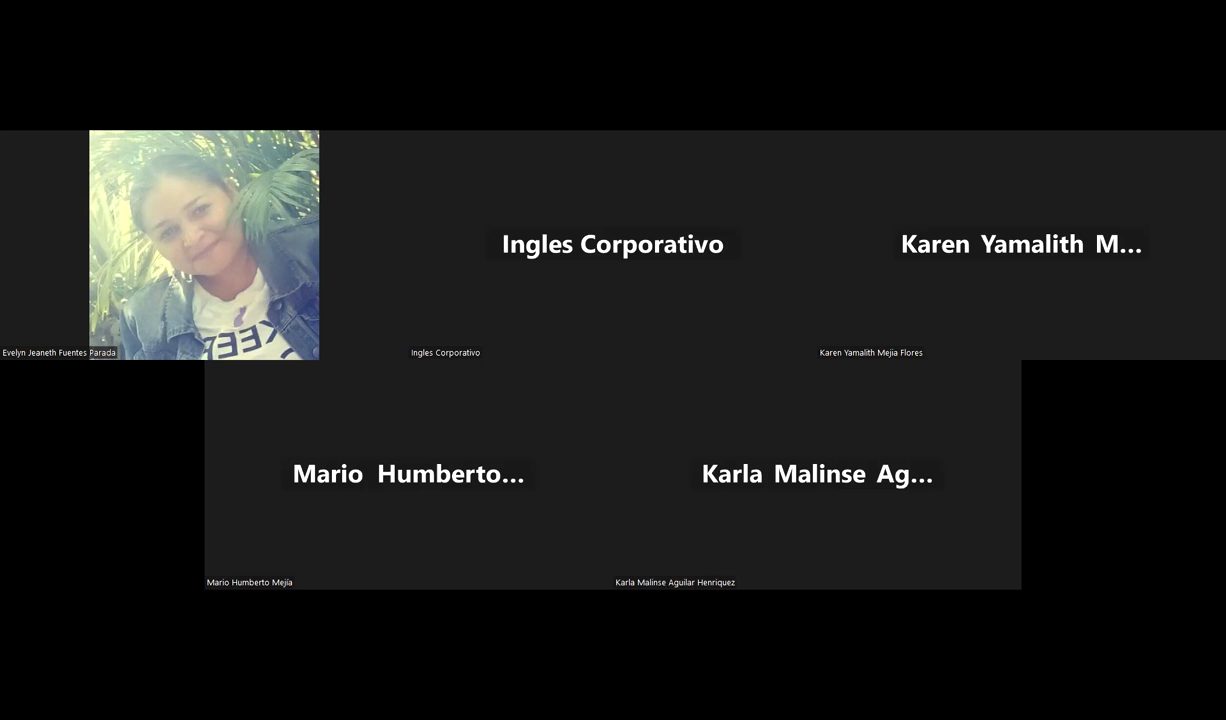 Ingles Corporativo
Karen Yamalith M...
Evelyn Jeaneth Fuentes Parada
Ingles Corporativo
Karen Yamalith Mejia Flores
Mario Humberto...
Karla Malinse Ag...
Mario Humberto Mejía
Karla Malinse Aguilar Henriquez